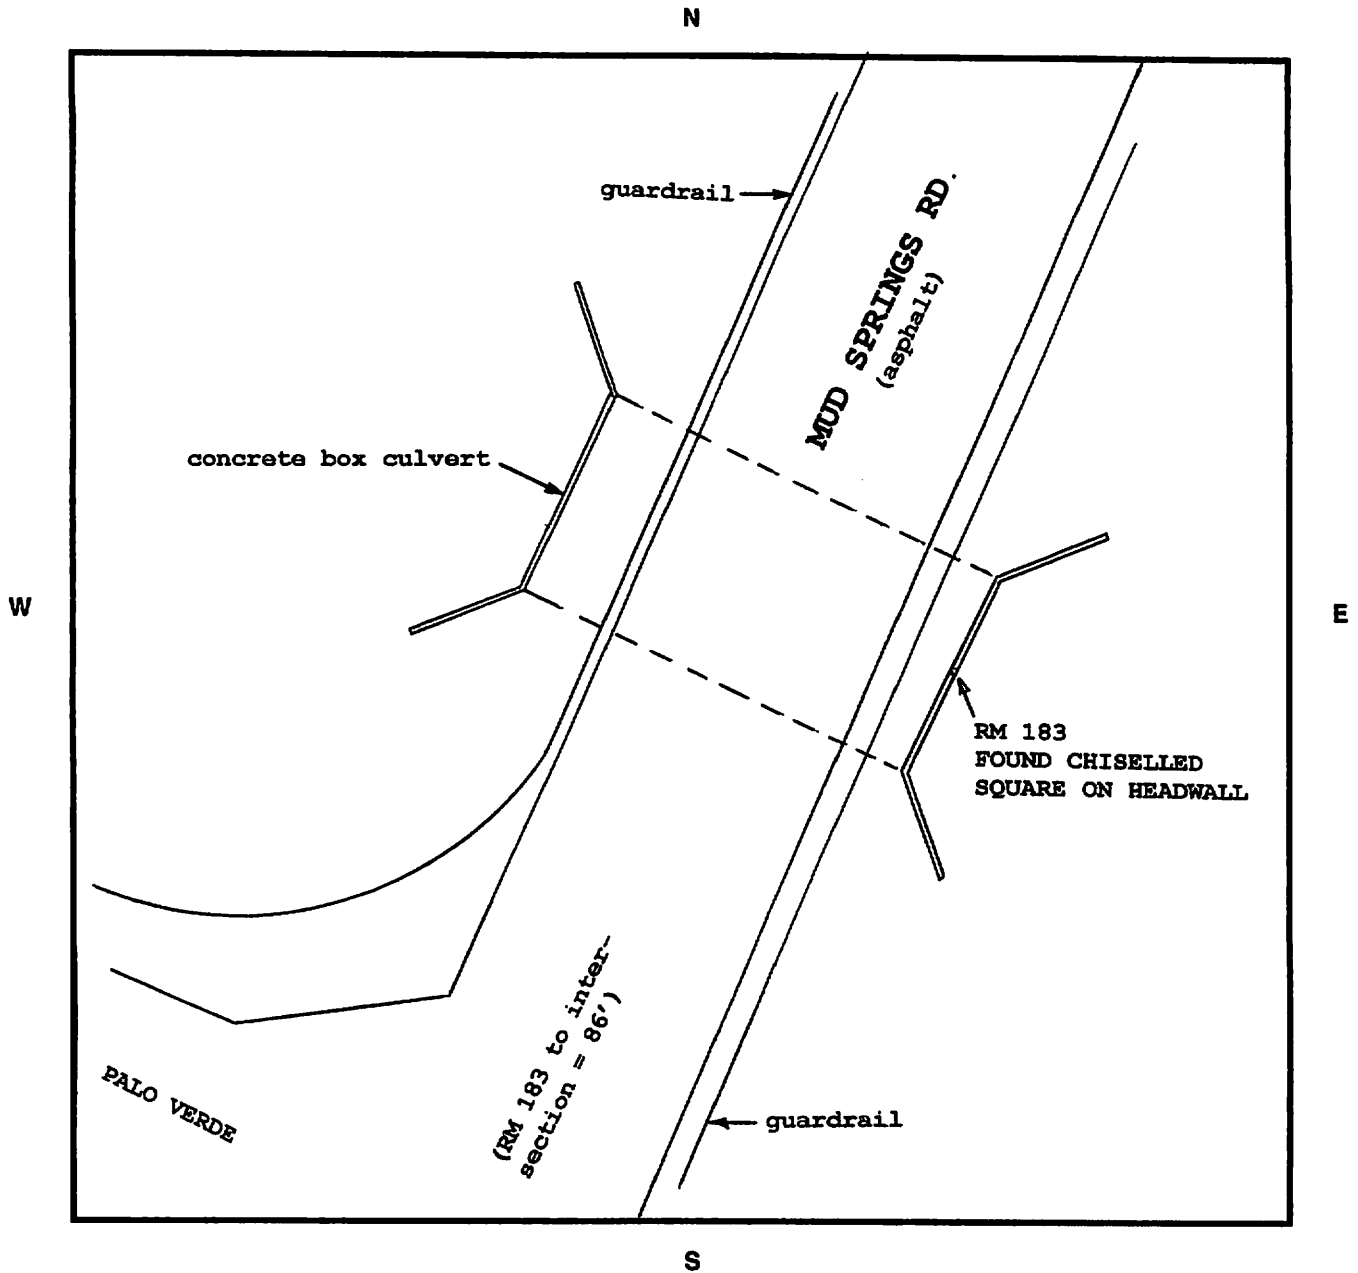 N
guardrail
MUD SPRINGS RD.
(asphalt)
concrete box culvert
W
E
RM 183
FOUND CHISELLED
SQUARE ON HEADWALL
(RM 183 to inter-
section = 86')
PALO VERDE
guardrail
S